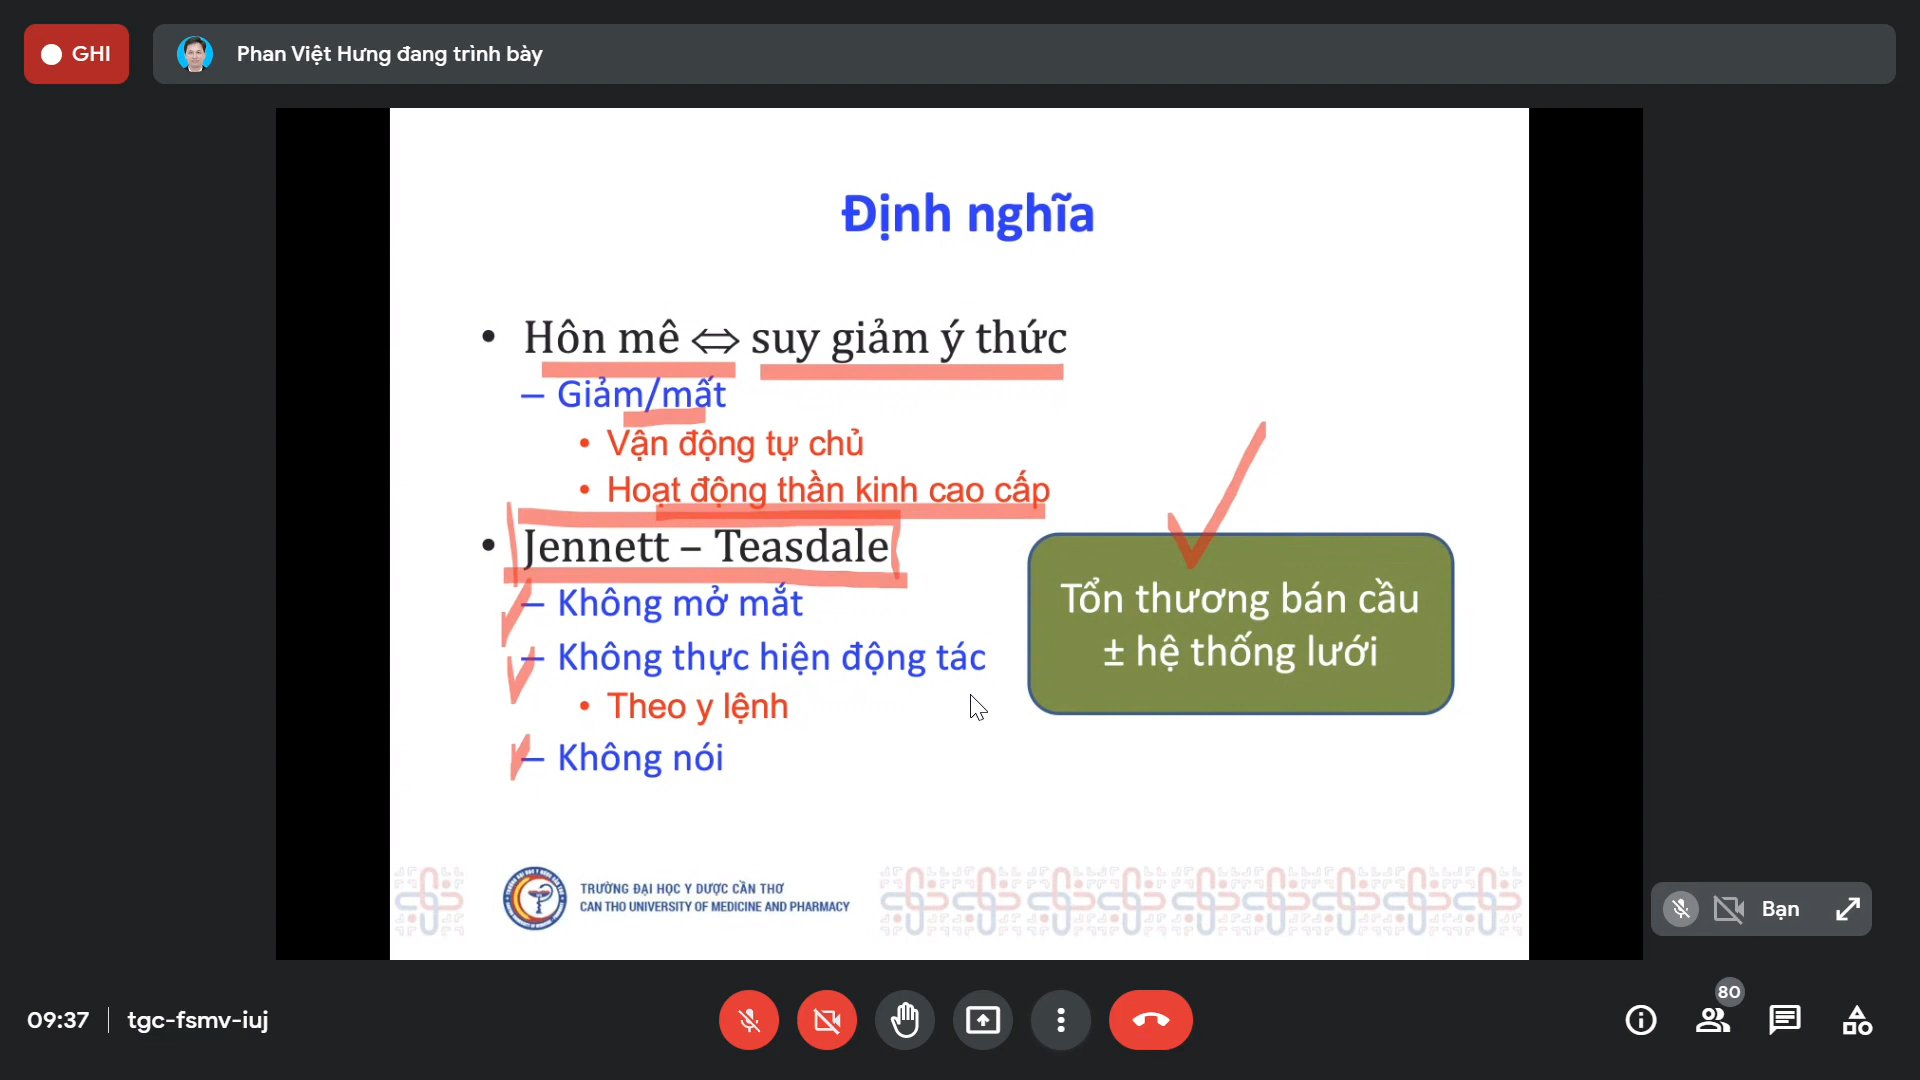 GHI
Phan Việt Hưng đang trình bày
Định nghĩa
• Hôn mê ⇔ suy giảm ý thức
– Giảm/mất
• Vận động tự chủ
• Hoạt động thần kinh cao cấp
• Jennett – Teasdale
– Không mở mắt
– Không thực hiện động tác
• Theo y lệnh
– Không nói
Tổn thương bán cầu
± hệ thống lưới
TRƯỜNG ĐẠI HỌC Y DƯỢC CẦN THƠ
CAN THO UNIVERSITY OF MEDICINE AND PHARMACY
Bạn
09:37 | tgc-fsmv-iuj
80